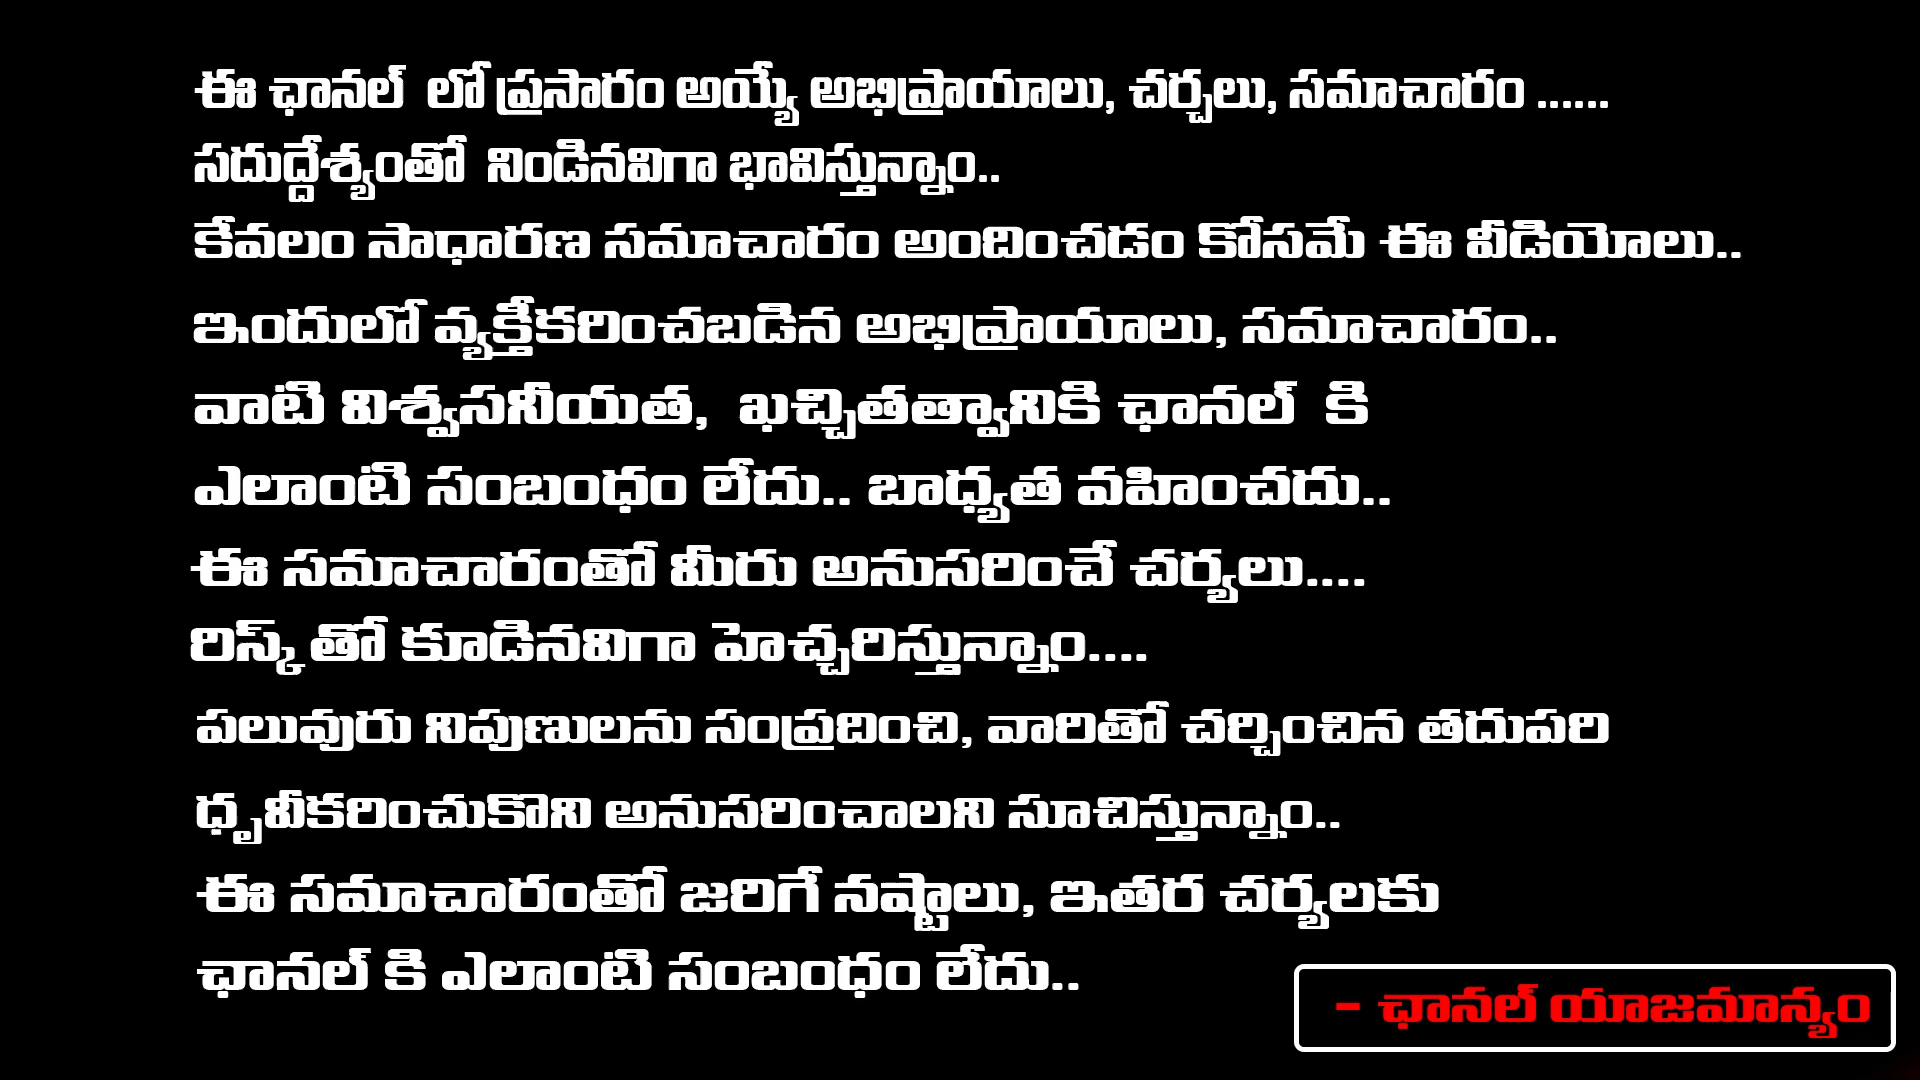 ఈ ఛానల్ లో ప్రసారం అయ్యే అభిప్రాయాలు, చర్చలు, సమాచారం ......
సదుద్దేశ్యంతో నిండినవిగా భావిస్తున్నాం..
కేవలం సాధారణ సమాచారం అందించడం కోసమే ఈ వీడియోలు..
ఇందులో వ్యక్తీకరించబడిన అభిప్రాయాలు, సమాచారం..
వాటి విశ్వసనీయత, ఖచ్చితత్వానికి ఛానల్ కి
ఎలాంటి సంబంధం లేదు.. బాధ్యత వహించదు..
ఈ సమాచారంతో మీరు అనుసరించే చర్యలు....
రిస్క్ తో కూడినవిగా హెచ్చరిస్తున్నాం....
పలువురు నిపుణులను సంప్రదించి, వారితో చర్చించిన తదుపరి
ధృవీకరించుకొని అనుసరించాలని సూచిస్తున్నాం..
ఈ సమాచారంతో జరిగే నష్టాలు, ఇతర చర్యలకు
ఛానల్ కి ఎలాంటి సంబంధం లేదు..
- ఛానల్ యాజమాన్యం